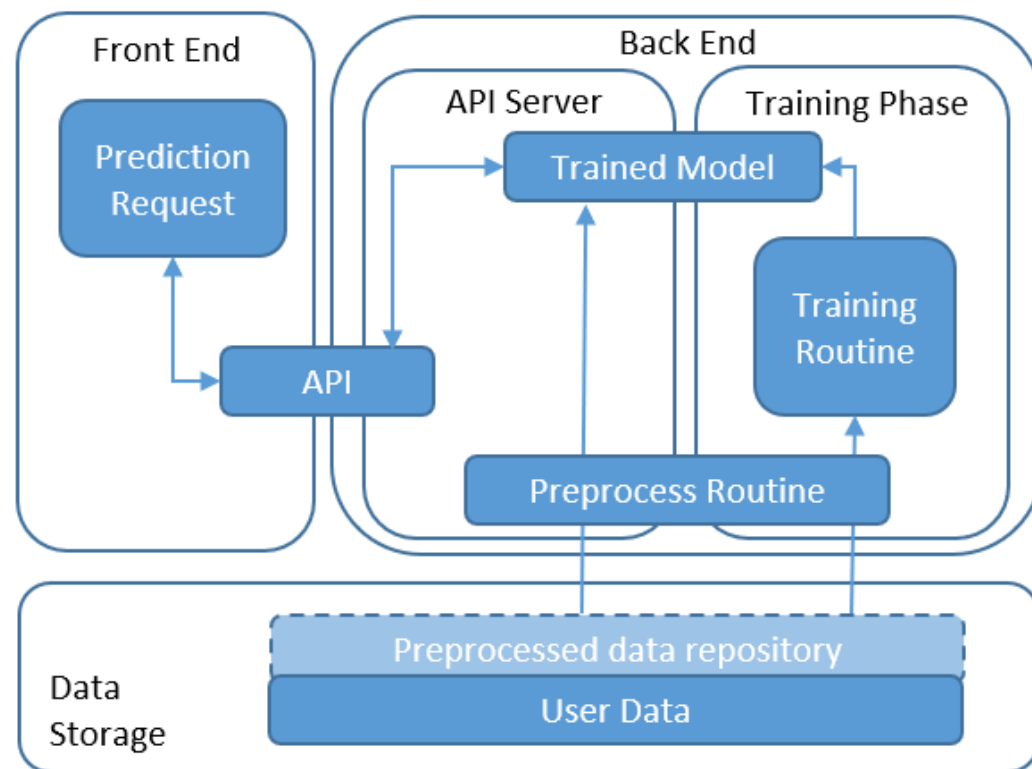 Front End
Back End
API Server
Training Phase
Prediction
Request
Trained Model
Training
Routine
API
Preprocess Routine
Preprocessed data repository
User Data
Data
Storage